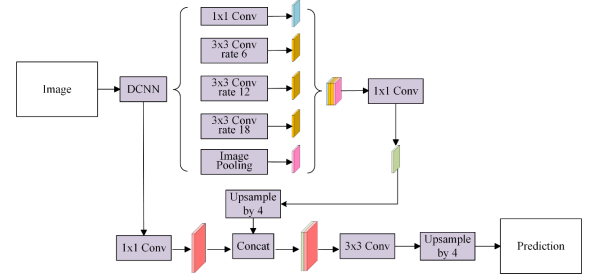 1x1 Conv
3x3 Conv
rate 6
Image
DCNN
3x3 Conv
rate 12
1x1 Conv
3x3 Conv
rate 18
Image
Pooling
Upsample
by 4
1x1 Conv
Concat
3x3 Conv
Upsample
by 4
Prediction